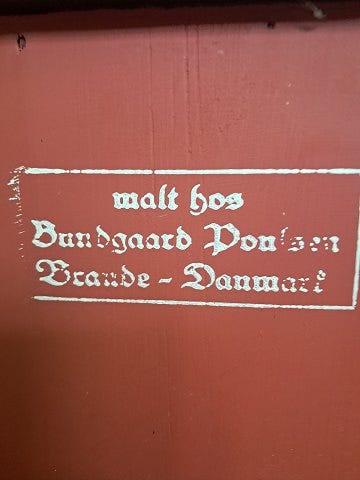 malt hos
Bundgaard Poulsen
Brande - Danmark